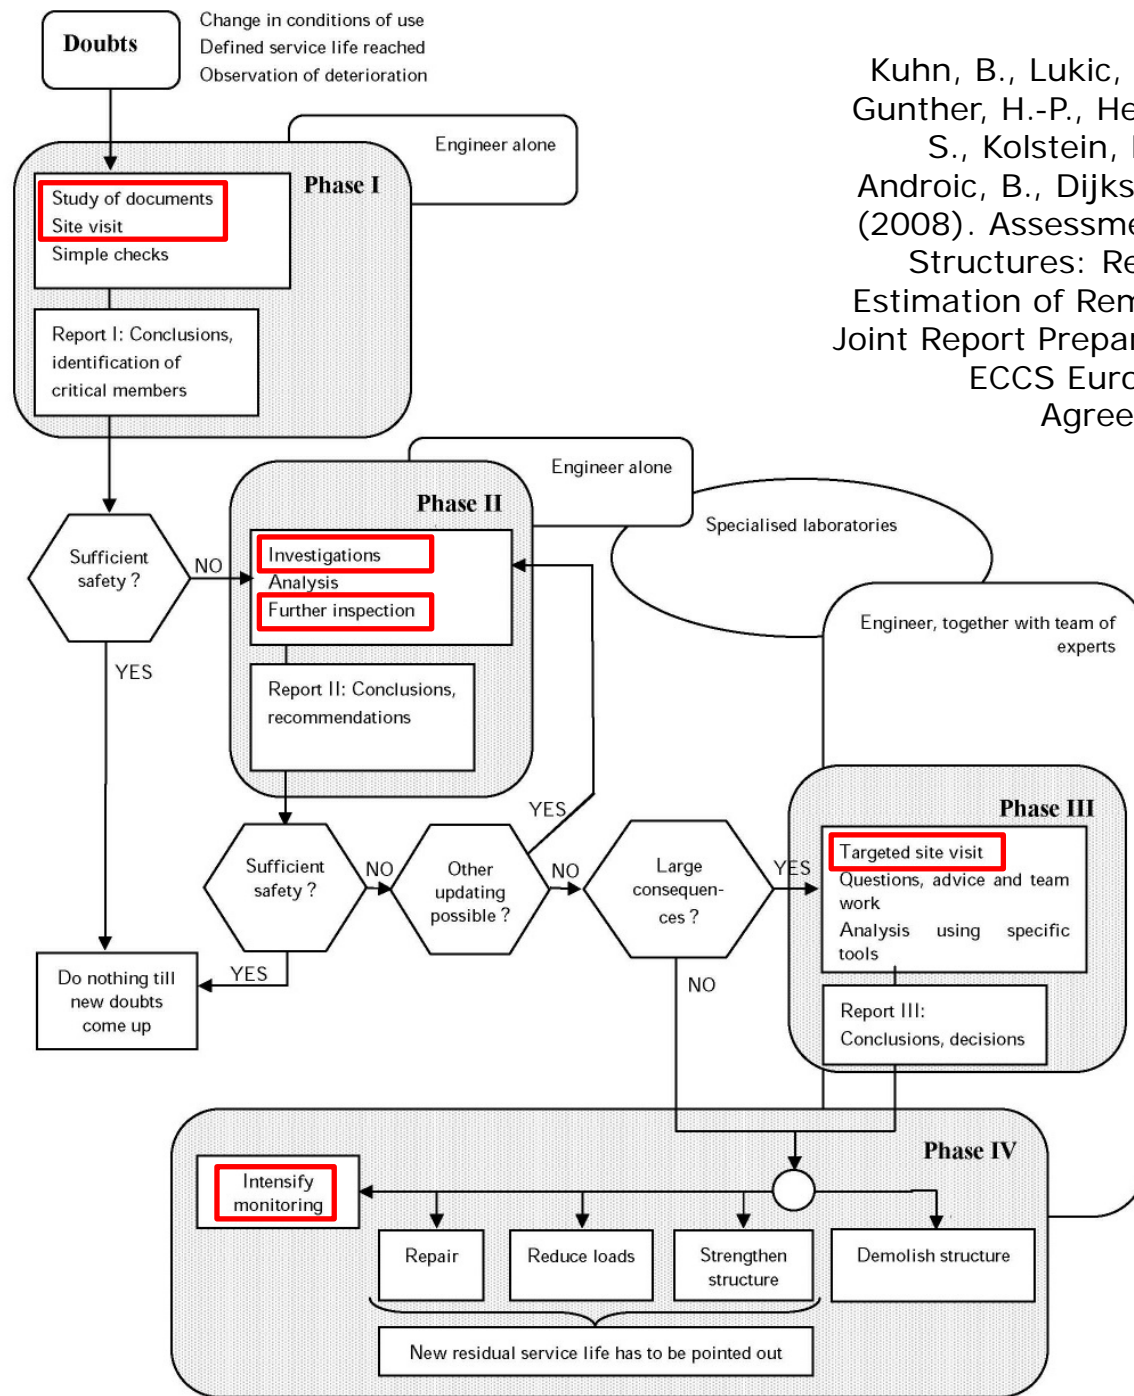 Doubts
Change in conditions of use
Defined service life reached
Observation of deterioration
Kuhn, B., Lukic,
Gunther, H.-P., He
S., Kolstein,
Androic, B., Dijks
(2008). Assessme
Structures: Re
Estimation of Rem
Joint Report Prepar
ECCS Euro
Agree
Engineer alone
Phase I
Study of documents
Site visit
Simple checks
Report I: Conclusions,
identification of
critical members
Engineer alone
Phase II
Specialised laboratories
Sufficient
safety ?
NO
Investigations
Analysis
Further inspection
Engineer, together with team of
experts
YES
Report II: Conclusions,
recommendations
YES
Phase III
Sufficient
safety ?
NO
Other
updating
possible ?
NO
Large
consequen-
ces ?
YES
Targeted site visit
Questions, advice and team
work
Analysis using specific
tools
Do nothing till
new doubts
come up
YES
NO
Report III:
Conclusions, decisions
Phase IV
Intensify
monitoring
Repair
Reduce loads
Strengthen
structure
Demolish structure
New residual service life has to be pointed out